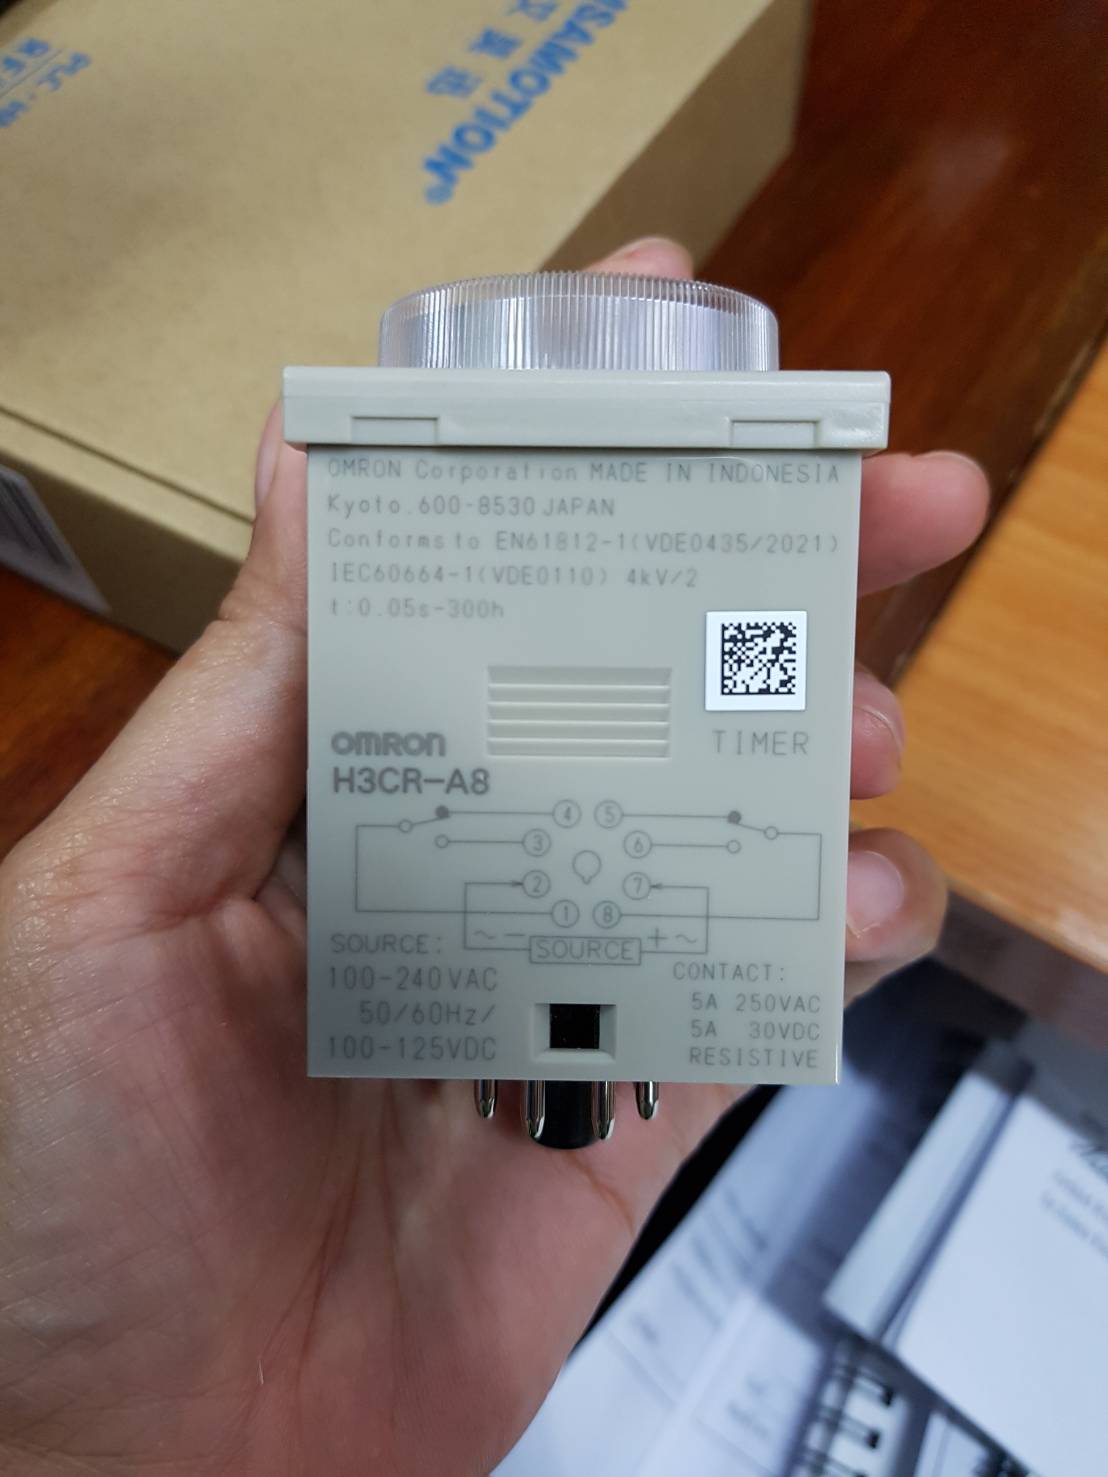 AMSAMOTION®
OMRON Corporation MADE IN INDONESIA
Kyoto.600-8530 JAPAN
Conforms to EN61812-1(VDE0435/2021)
IEC60664-1(VDE0110) 4kV/2
t:0.05s-300h
OMRON
TIMER
H3CR-A8
4 5
3 6
2 7
1 8
~ - SOURCE + ~
SOURCE:
100-240VAC
50/60Hz/
100-125VDC
CONTACT:
5A 250VAC
5A 30VDC
RESISTIVE